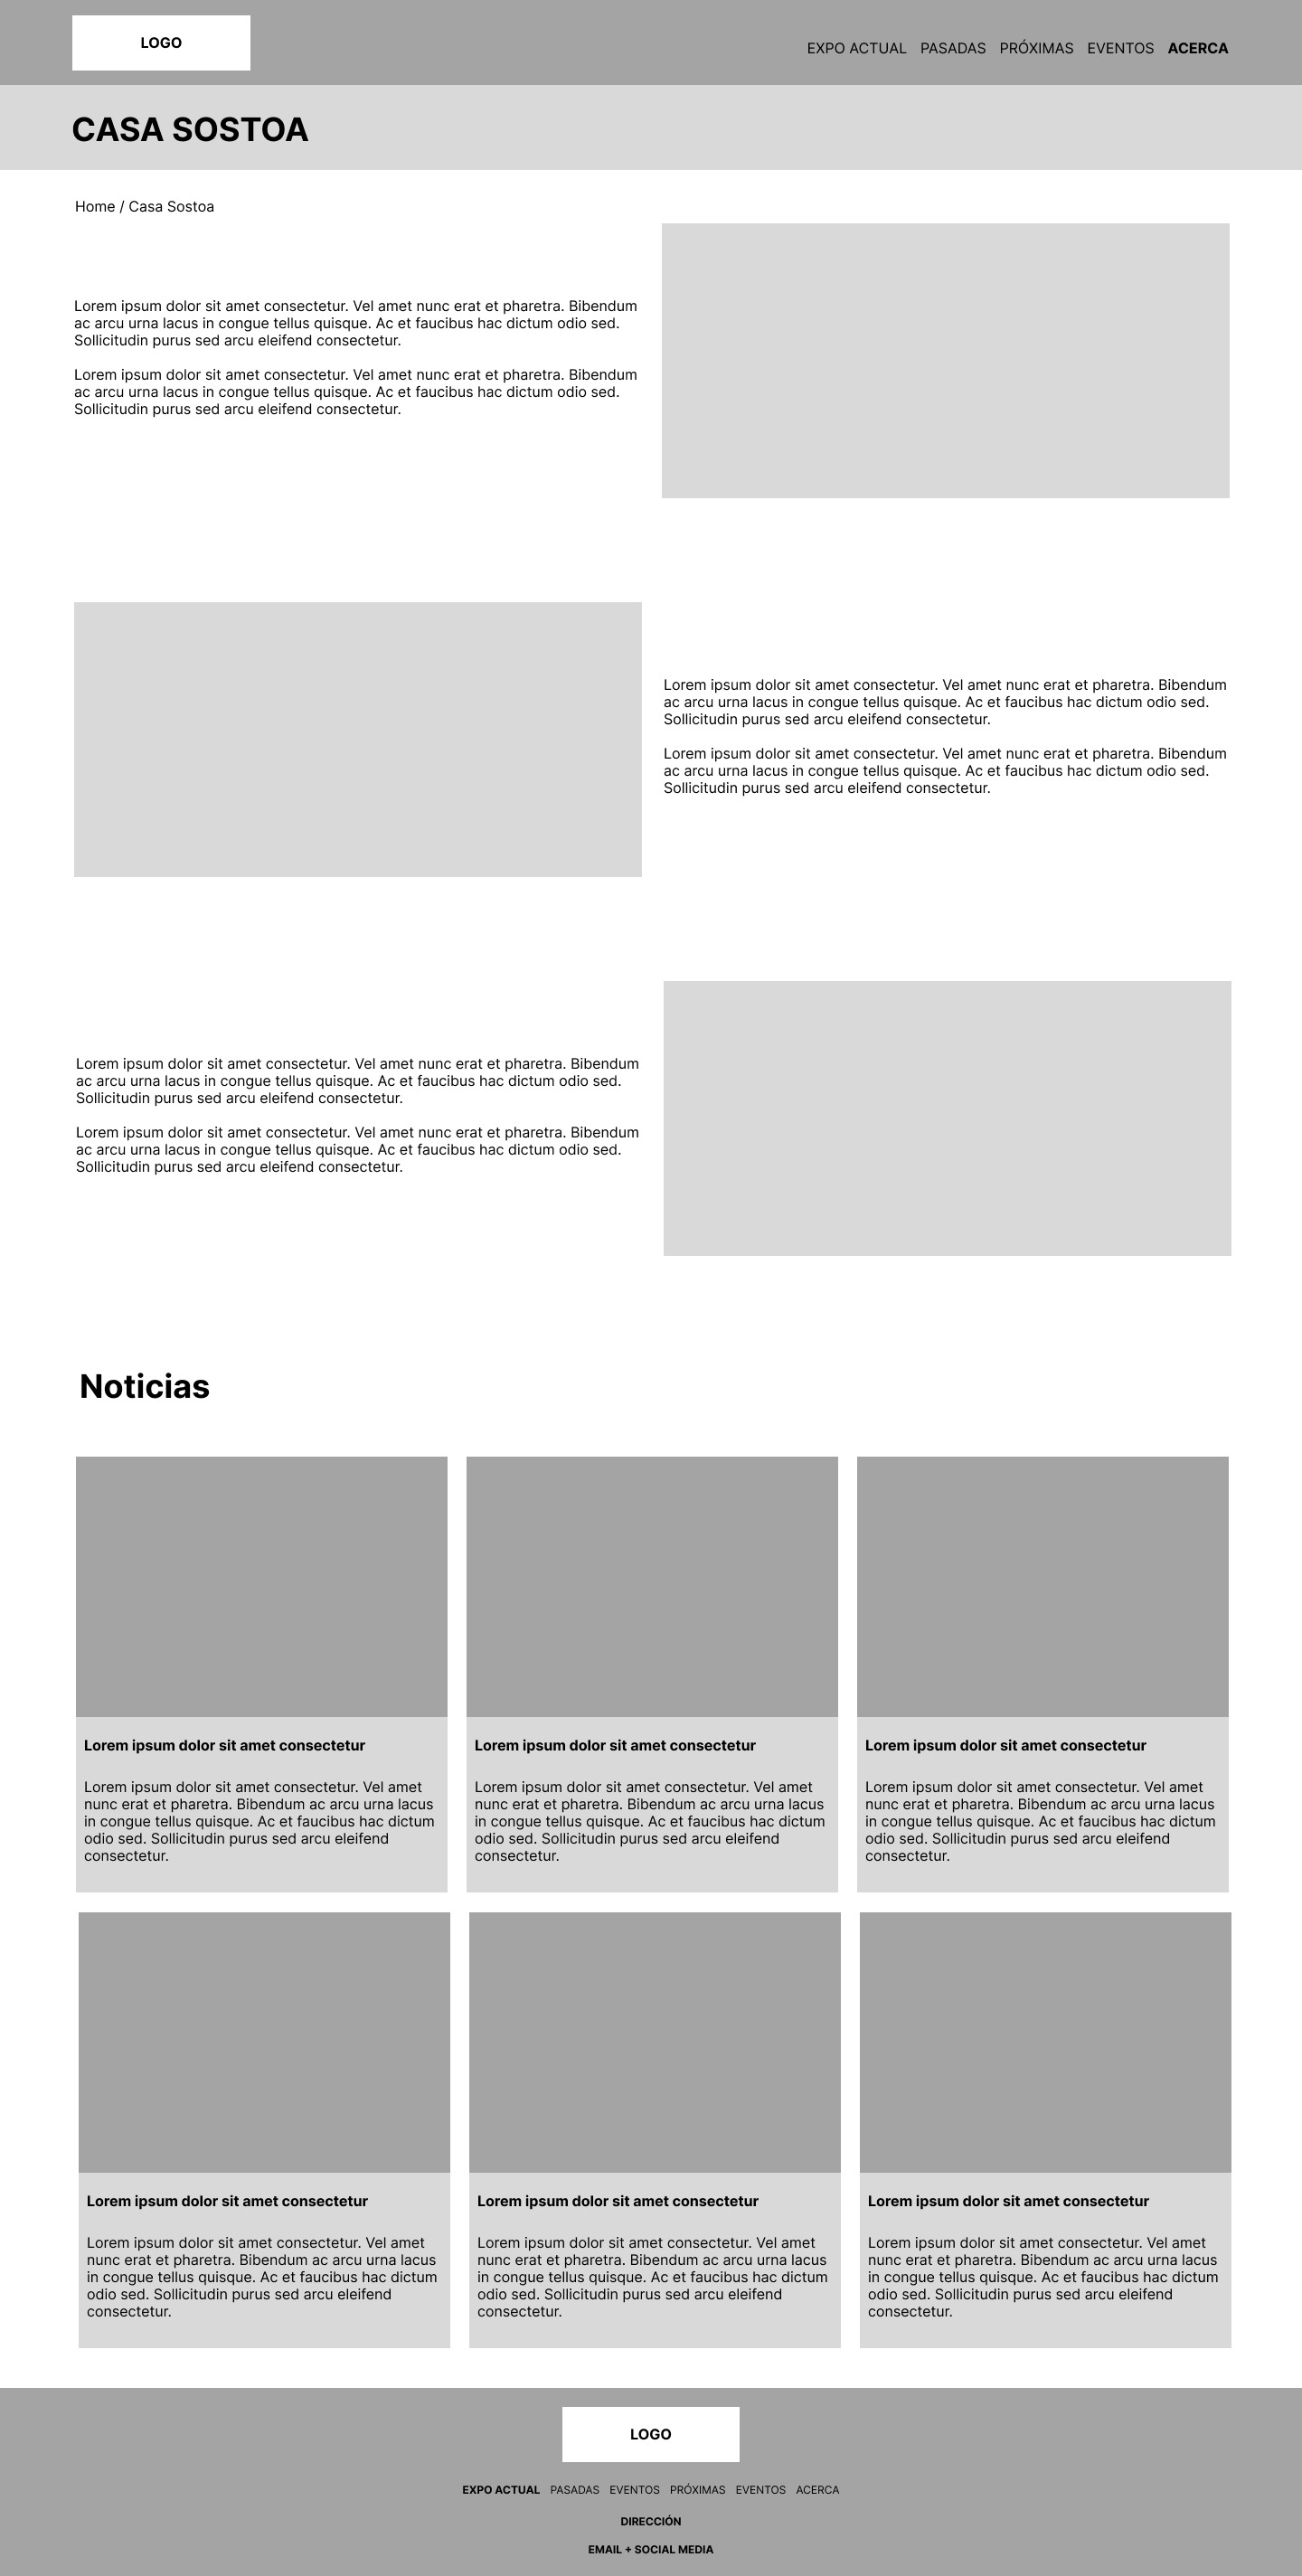 LOGO
EXPO ACTUAL PASADAS PRÓXIMAS EVENTOS ACERCA
CASA SOSTOA
Home / Casa Sostoa
Lorem ipsum dolor sit amet consectetur. Vel amet nunc erat et pharetra. Bibendum
ac arcu urna lacus in congue tellus quisque. Ac et faucibus hac dictum odio sed.
Sollicitudin purus sed arcu eleifend consectetur.
Lorem ipsum dolor sit amet consectetur. Vel amet nunc erat et pharetra. Bibendum
ac arcu urna lacus in congue tellus quisque. Ac et faucibus hac dictum odio sed.
Sollicitudin purus sed arcu eleifend consectetur.
Lorem ipsum dolor sit amet consectetur. Vel amet nunc erat et pharetra. Bibendum
ac arcu urna lacus in congue tellus quisque. Ac et faucibus hac dictum odio sed.
Sollicitudin purus sed arcu eleifend consectetur.
Lorem ipsum dolor sit amet consectetur. Vel amet nunc erat et pharetra. Bibendum
ac arcu urna lacus in congue tellus quisque. Ac et faucibus hac dictum odio sed.
Sollicitudin purus sed arcu eleifend consectetur.
Lorem ipsum dolor sit amet consectetur. Vel amet nunc erat et pharetra. Bibendum
ac arcu urna lacus in congue tellus quisque. Ac et faucibus hac dictum odio sed.
Sollicitudin purus sed arcu eleifend consectetur.
Lorem ipsum dolor sit amet consectetur. Vel amet nunc erat et pharetra. Bibendum
ac arcu urna lacus in congue tellus quisque. Ac et faucibus hac dictum odio sed.
Sollicitudin purus sed arcu eleifend consectetur.
Noticias
Lorem ipsum dolor sit amet consectetur
Lorem ipsum dolor sit amet consectetur. Vel amet
nunc erat et pharetra. Bibendum ac arcu urna lacus
in congue tellus quisque. Ac et faucibus hac dictum
odio sed. Sollicitudin purus sed arcu eleifend
consectetur.
Lorem ipsum dolor sit amet consectetur
Lorem ipsum dolor sit amet consectetur. Vel amet
nunc erat et pharetra. Bibendum ac arcu urna lacus
in congue tellus quisque. Ac et faucibus hac dictum
odio sed. Sollicitudin purus sed arcu eleifend
consectetur.
Lorem ipsum dolor sit amet consectetur
Lorem ipsum dolor sit amet consectetur. Vel amet
nunc erat et pharetra. Bibendum ac arcu urna lacus
in congue tellus quisque. Ac et faucibus hac dictum
odio sed. Sollicitudin purus sed arcu eleifend
consectetur.
Lorem ipsum dolor sit amet consectetur
Lorem ipsum dolor sit amet consectetur. Vel amet
nunc erat et pharetra. Bibendum ac arcu urna lacus
in congue tellus quisque. Ac et faucibus hac dictum
odio sed. Sollicitudin purus sed arcu eleifend
consectetur.
Lorem ipsum dolor sit amet consectetur
Lorem ipsum dolor sit amet consectetur. Vel amet
nunc erat et pharetra. Bibendum ac arcu urna lacus
in congue tellus quisque. Ac et faucibus hac dictum
odio sed. Sollicitudin purus sed arcu eleifend
consectetur.
Lorem ipsum dolor sit amet consectetur
Lorem ipsum dolor sit amet consectetur. Vel amet
nunc erat et pharetra. Bibendum ac arcu urna lacus
in congue tellus quisque. Ac et faucibus hac dictum
odio sed. Sollicitudin purus sed arcu eleifend
consectetur.
LOGO
EXPO ACTUAL PASADAS EVENTOS PRÓXIMAS EVENTOS ACERCA
DIRECCIÓN
EMAIL + SOCIAL MEDIA